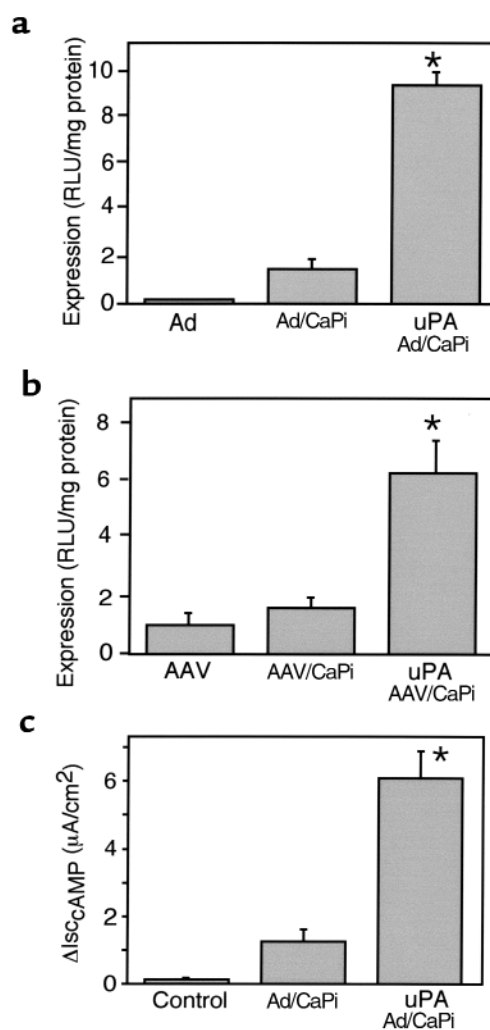 a
Expression (RLU/mg protein)
10
8
6
4
2
0
*
Ad
Ad/CaPi
uPA
Ad/CaPi
b
Expression (RLU/mg protein)
8
6
4
2
0
*
AAV
AAV/CaPi
uPA
AAV/CaPi
c
ΔIsccAMP (µA/cm2)
6
4
2
0
*
Control
Ad/CaPi
uPA
Ad/CaPi